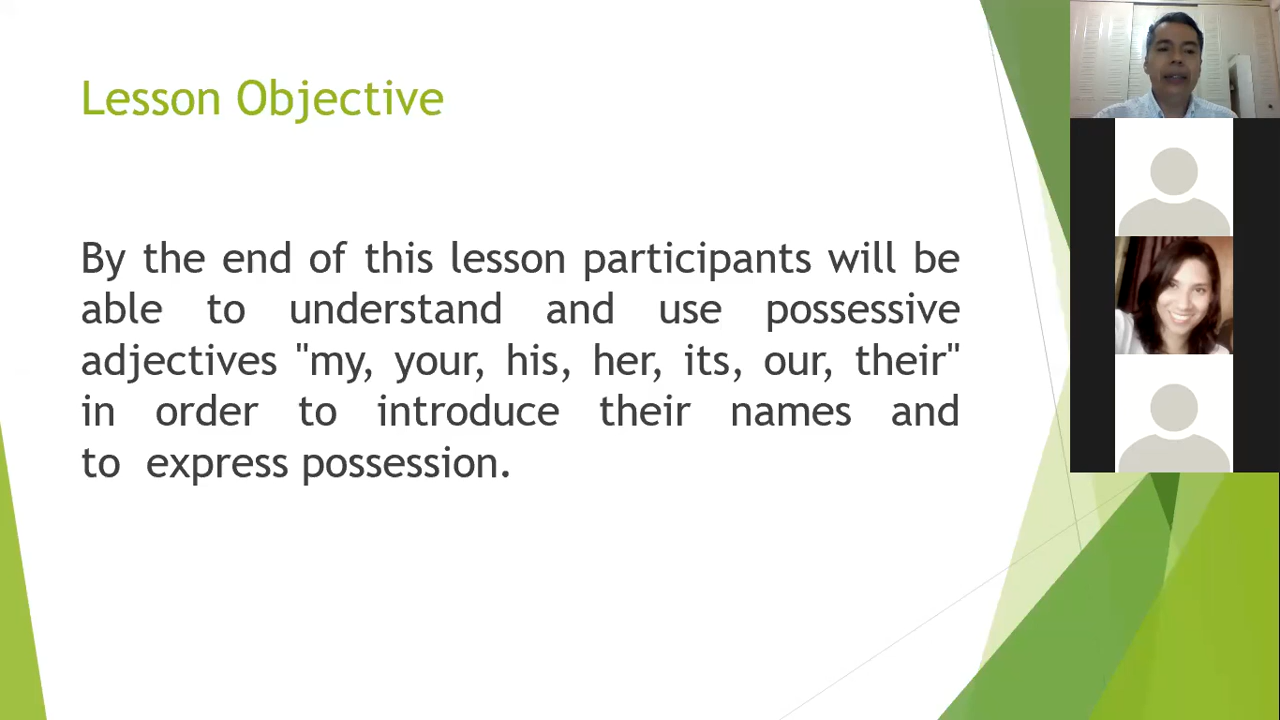 Lesson Objective
By the end of this lesson participants will be
able to understand and use possessive
adjectives "my, your, his, her, its, our, their"
in order to introduce their names and
to express possession.